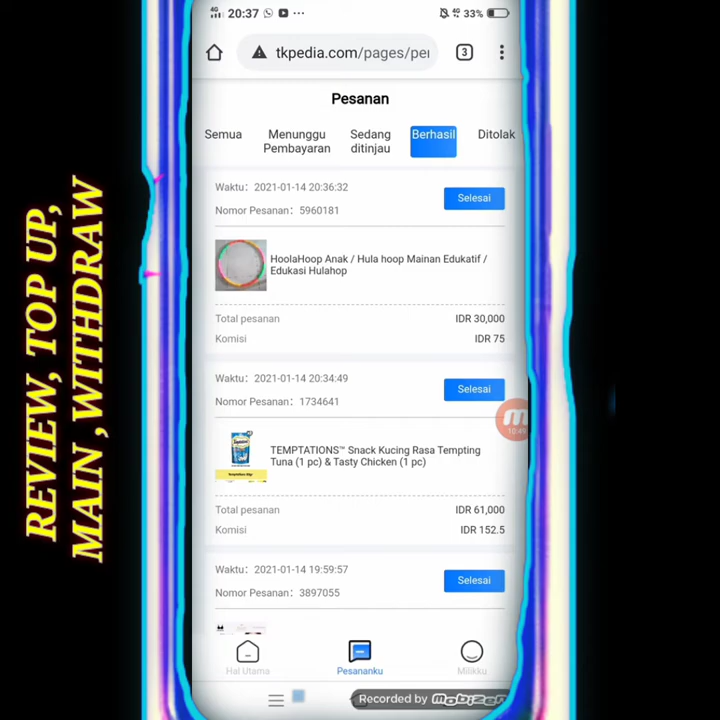 REVIEW, TOP UP,
MAIN , WITHDRAW
20:37
33%
tkpedia.com/pages/per
3
Pesanan
Semua
Menunggu Pembayaran
Sedang ditinjau
Berhasil
Ditolak
Waktu: 2021-01-14 20:36:32
Selesai
Nomor Pesanan: 5960181
HoolaHoop Anak / Hula hoop Mainan Edukatif /
Edukasi Hulahop
Total pesanan IDR 30,000
Komisi IDR 75
Waktu: 2021-01-14 20:34:49
Selesai
Nomor Pesanan: 1734641
TEMPTATIONS™ Snack Kucing Rasa Tempting
Tuna (1 pc) & Tasty Chicken (1 pc)
Total pesanan IDR 61,000
Komisi IDR 152.5
Waktu: 2021-01-14 19:59:57
Selesai
Nomor Pesanan: 3897055
Hal Utama
Pesananku
Milikku
Recorded by mobizen